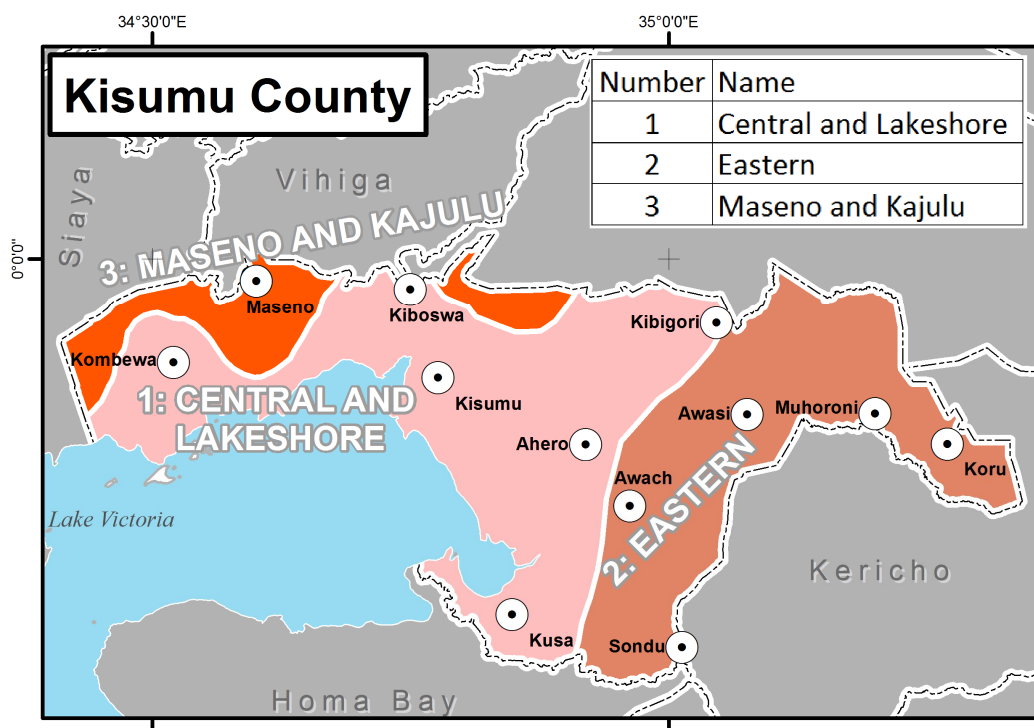 34°30'0"E
35°0'0"E
Kisumu County
Number Name
1 Central and Lakeshore
2 Eastern
3 Maseno and Kajulu
Siaya
Vihiga
3: MASENO AND KAJULU
0°0'0"
Maseno
Kiboswa
Kibigori
Kombewa
1: CENTRAL AND
LAKESHORE
Kisumu
Awasi
Muhoroni
Ahero
Koru
Awach
2: EASTERN
Lake Victoria
Kericho
Kusa
Sondu
Homa Bay